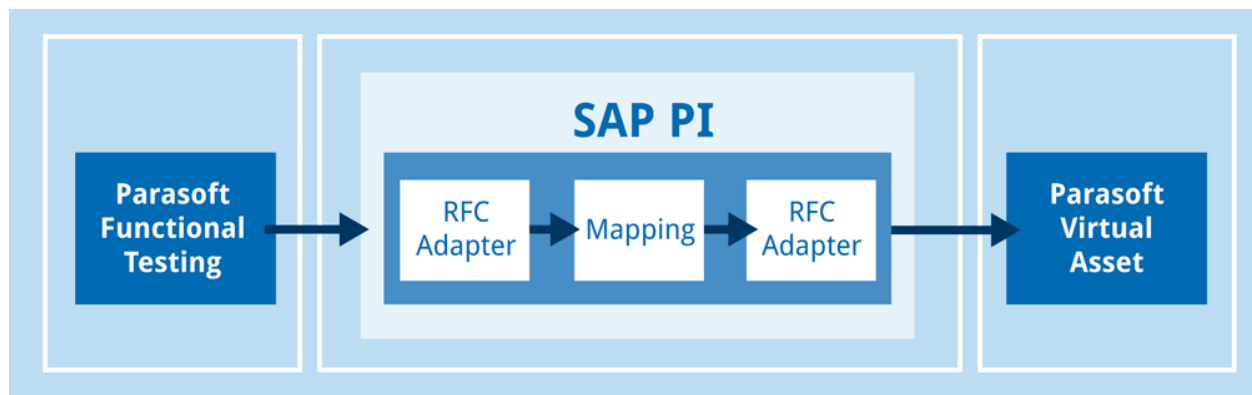 SAP PI
Parasoft
Functional
Testing
RFC
Adapter
Mapping
RFC
Adapter
Parasoft
Virtual
Asset